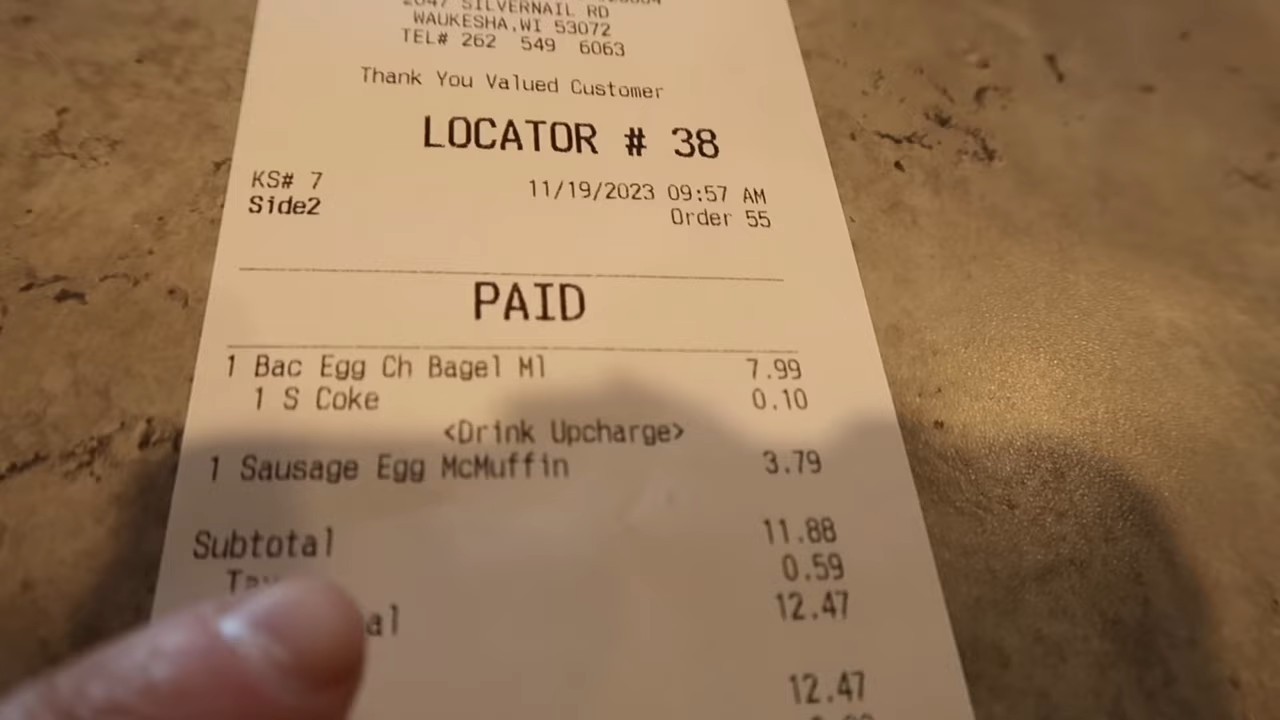 SILVERNAIL RD
WAUKESHA,WI 53072
TEL# 262 549 6063
Thank You Valued Customer
LOCATOR # 38
KS# 7 11/19/2023 09:57 AM
Side2 Order 55
PAID
1 Bac Egg Ch Bagel Ml 7.99
1 S Coke 0.10
<Drink Upcharge>
1 Sausage Egg McMuffin 3.79
Subtotal 11.88
0.59
al 12.47
12.47